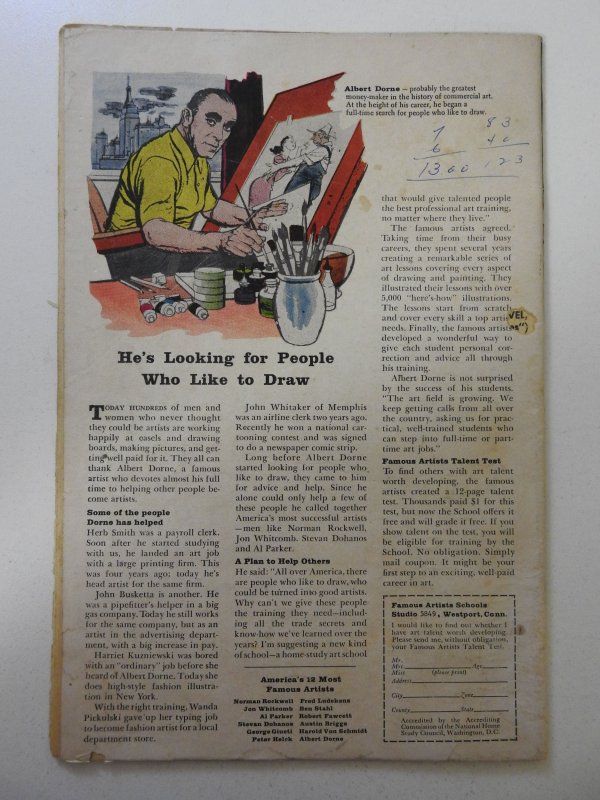 Albert Dorne – probably the greatest
money-maker in the history of commercial art.
At the height of his career, he began a
full-time search for people who like to draw.
7 83
6 40
1300 123
He's Looking for People
Who Like to Draw
TODAY HUNDREDS of men and
women who never thought
they could be artists are working
happily at easels and drawing
boards, making pictures, and get-
ting well paid for it. They all can
thank Albert Dorne, a famous
artist who devotes almost his full
time to helping other people be-
come artists.
Some of the people
Dorne has helped
Herb Smith was a payroll clerk.
Soon after he started studying
with us, he landed an art job
with a large printing firm. This
was four years ago; today he's
head artist for the same firm.
John Busketta is another. He
was a pipefitter's helper in a big
gas company. Today he still works
for the same company, but as an
artist in the advertising depart-
ment, with a big increase in pay.
Harriet Kuzniewski was bored
with an "ordinary" job before she
heard of Albert Dorne. Today she
does high-style fashion illustra-
tion in New York.
With the right training, Wanda
Pickulski gave up her typing job
to become fashion artist for a local
department store.
John Whitaker of Memphis
was an airline clerk two years ago.
Recently he won a national car-
tooning contest and was signed
to do a newspaper comic strip.
Long before Albert Dorne
started looking for people who
like to draw, they came to him
for advice and help. Since he
alone could only help a few of
these people he called together
America's most successful artists
—men like Norman Rockwell,
Jon Whitcomb, Stevan Dohanos
and Al Parker.
A Plan to Help Others
He said: "All over America, there
are people who like to draw, who
could be turned into good artists.
Why can't we give these people
the training they need—includ-
ing all the trade secrets and
know-how we've learned over the
years? I'm suggesting a new kind
of school—a home-study art school
America's 12 Most
Famous Artists
Norman Rockwell Fred Ludekens
Jon Whitcomb Ben Stahl
Al Parker Robert Fawcett
Stevan Dohanos Austin Briggs
George Giusti Harold Von Schmidt
Peter Helck Albert Dorne
that would give talented people
the best professional art training,
no matter where they live."
The famous artists agreed.
Taking time from their busy
careers, they spent several years
creating a remarkable series of
art lessons covering every aspect
of drawing and painting. They
illustrated their lessons with over
5,000 "here's-how" illustrations.
The lessons start from scratch
and cover every skill a top artist
needs. Finally, the famous artists
developed a wonderful way to
give each student personal cor-
rection and advice all through
his training.
Albert Dorne is not surprised
by the success of his students.
"The art field is growing. We
keep getting calls from all over
the country, asking us for prac-
tical, well-trained students who
can step into full-time or part-
time art jobs."
VEL,
Famous Artists Talent Test
To find others with art talent
worth developing, the famous
artists created a 12-page talent
test. Thousands paid $1 for this
test, but now the School offers it
free and will grade it free. If you
show talent on the test, you will
be eligible for training by the
School. No obligation. Simply
mail coupon. It might be your
first step to an exciting, well-paid
career in art.
Famous Artists Schools
Studio 5849, Westport, Conn.
I would like to find out whether I
have art talent worth developing.
Please send me, without obligation,
your Famous Artists Talent Test.
Mr.
Mrs. Age
Miss (please print)
Address
City Zone
County State
Accredited by the Accrediting
Commission of the National Home
Study Council, Washington, D.C.